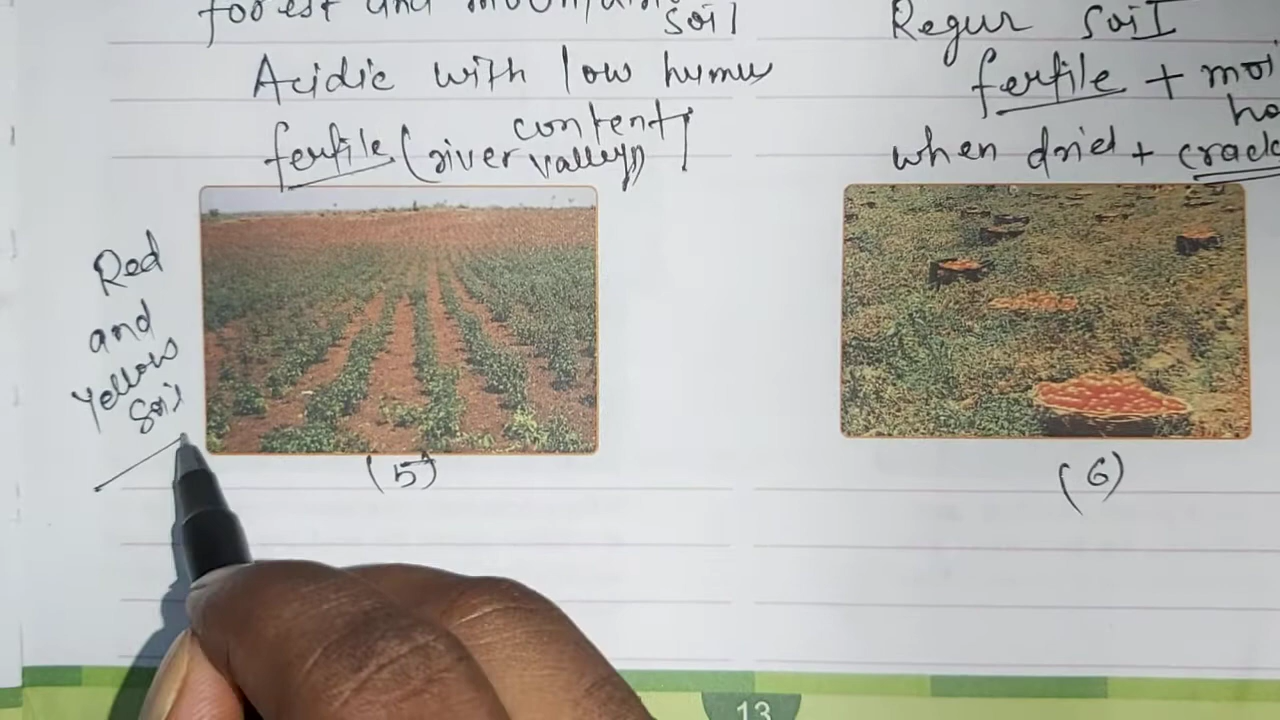 forest and mountain
soil
Acidic with low humus
content
fertile (river valleys)
Regur soil
fertile + moi
ho
when dried + crack
Red
and
Yellow
Soil
(5)
(6)
13